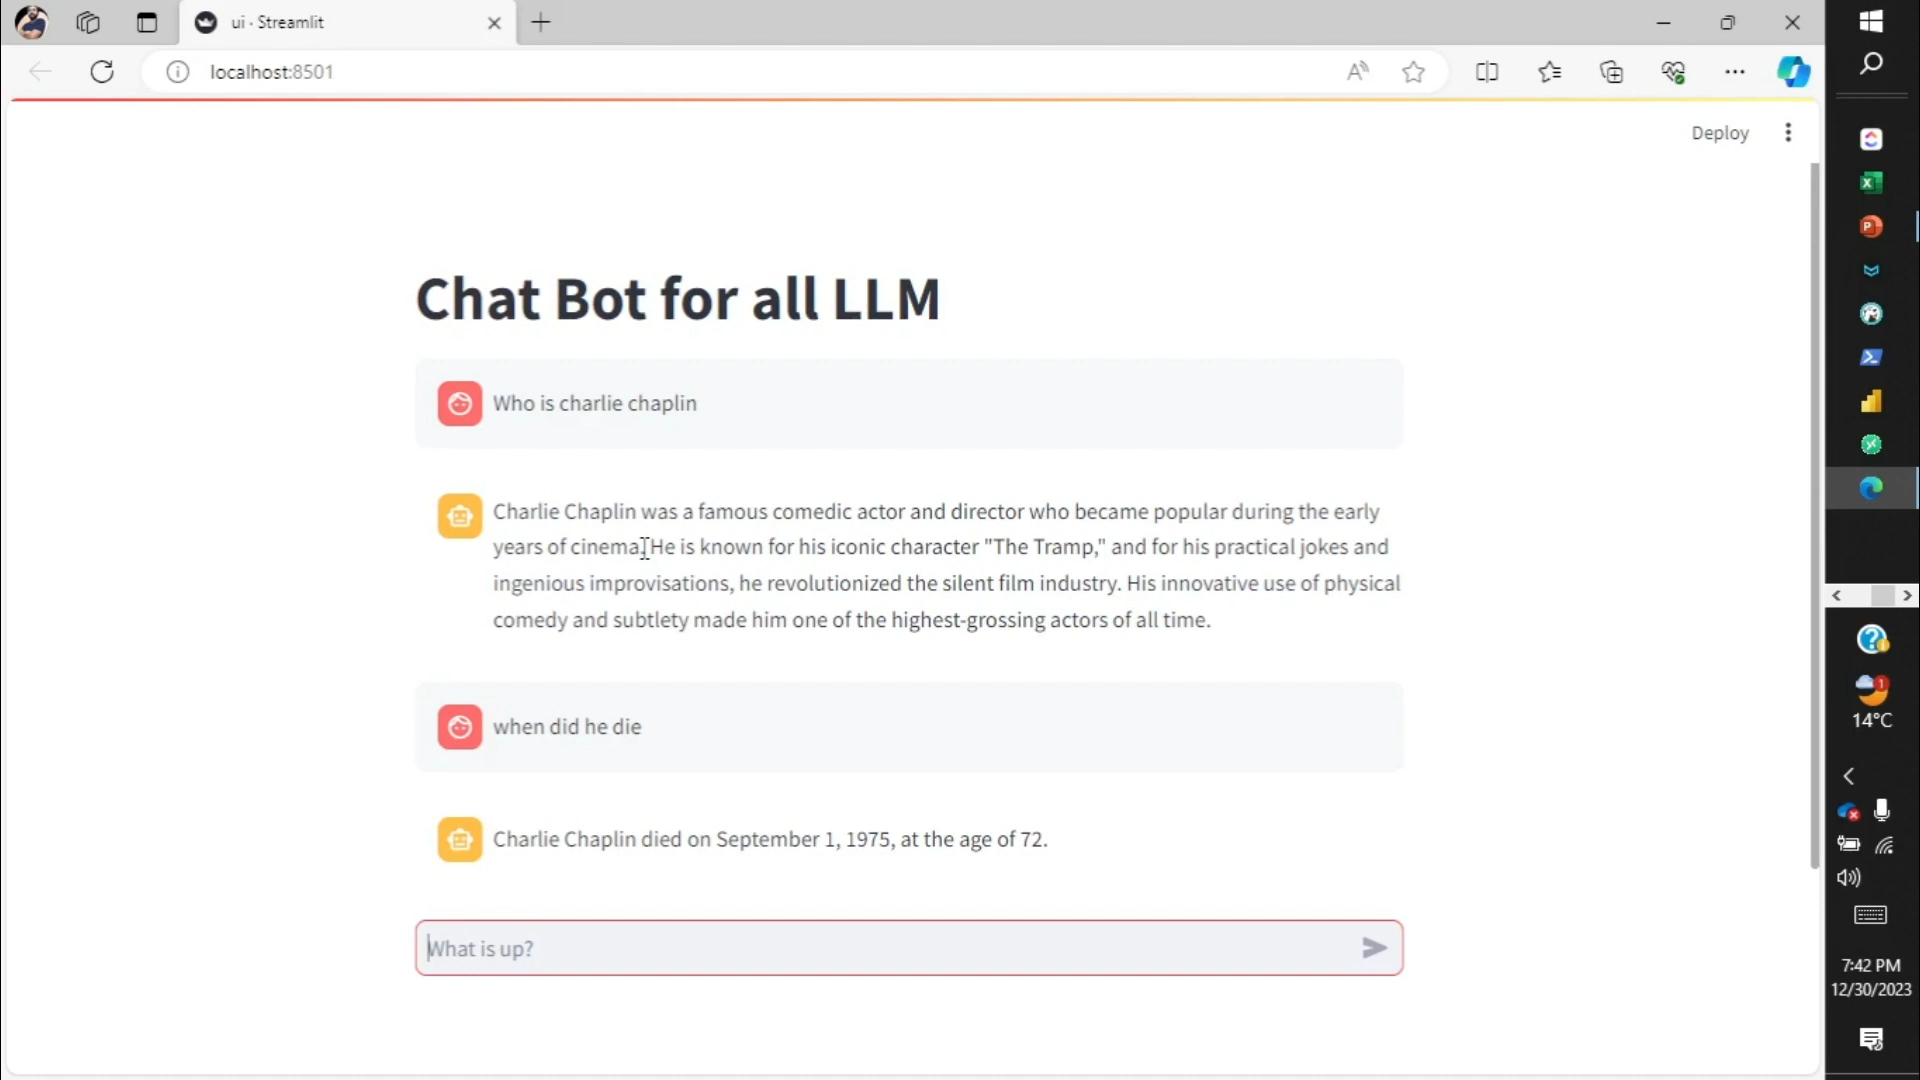 ui · Streamlit
localhost:8501
Deploy
Chat Bot for all LLM
Who is charlie chaplin
Charlie Chaplin was a famous comedic actor and director who became popular during the early
years of cinema. He is known for his iconic character "The Tramp," and for his practical jokes and
ingenious improvisations, he revolutionized the silent film industry. His innovative use of physical
comedy and subtlety made him one of the highest-grossing actors of all time.
when did he die
Charlie Chaplin died on September 1, 1975, at the age of 72.
What is up?
1
14°C
7:42 PM
12/30/2023